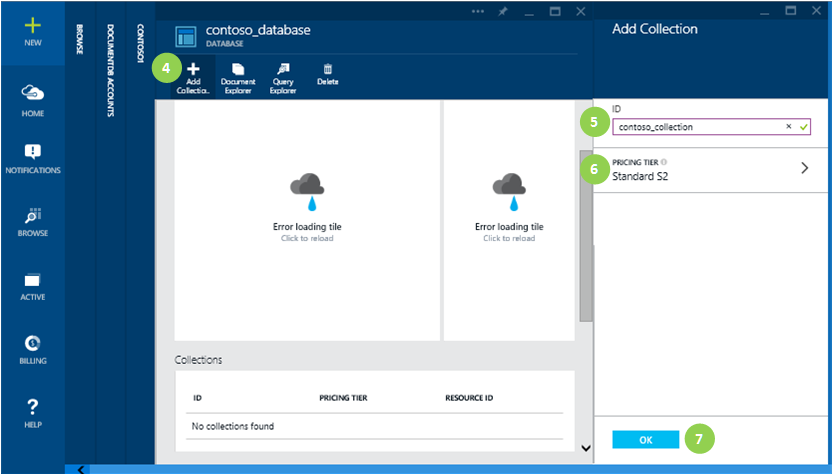 NEW
HOME
NOTIFICATIONS
BROWSE
ACTIVE
BILLING
HELP
BROWSE
DOCUMENTDB ACCOUNTS
CONTOSO1
contoso_database
DATABASE
4
Add
Collectio..
Document
Explorer
Query
Explorer
Delete
Error loading tile
Click to reload
Error loading tile
Click to reload
Collections
ID PRICING TIER RESOURCE ID
No collections found
Add Collection
5
ID
contoso_collection
6
PRICING TIER
Standard S2
OK
7